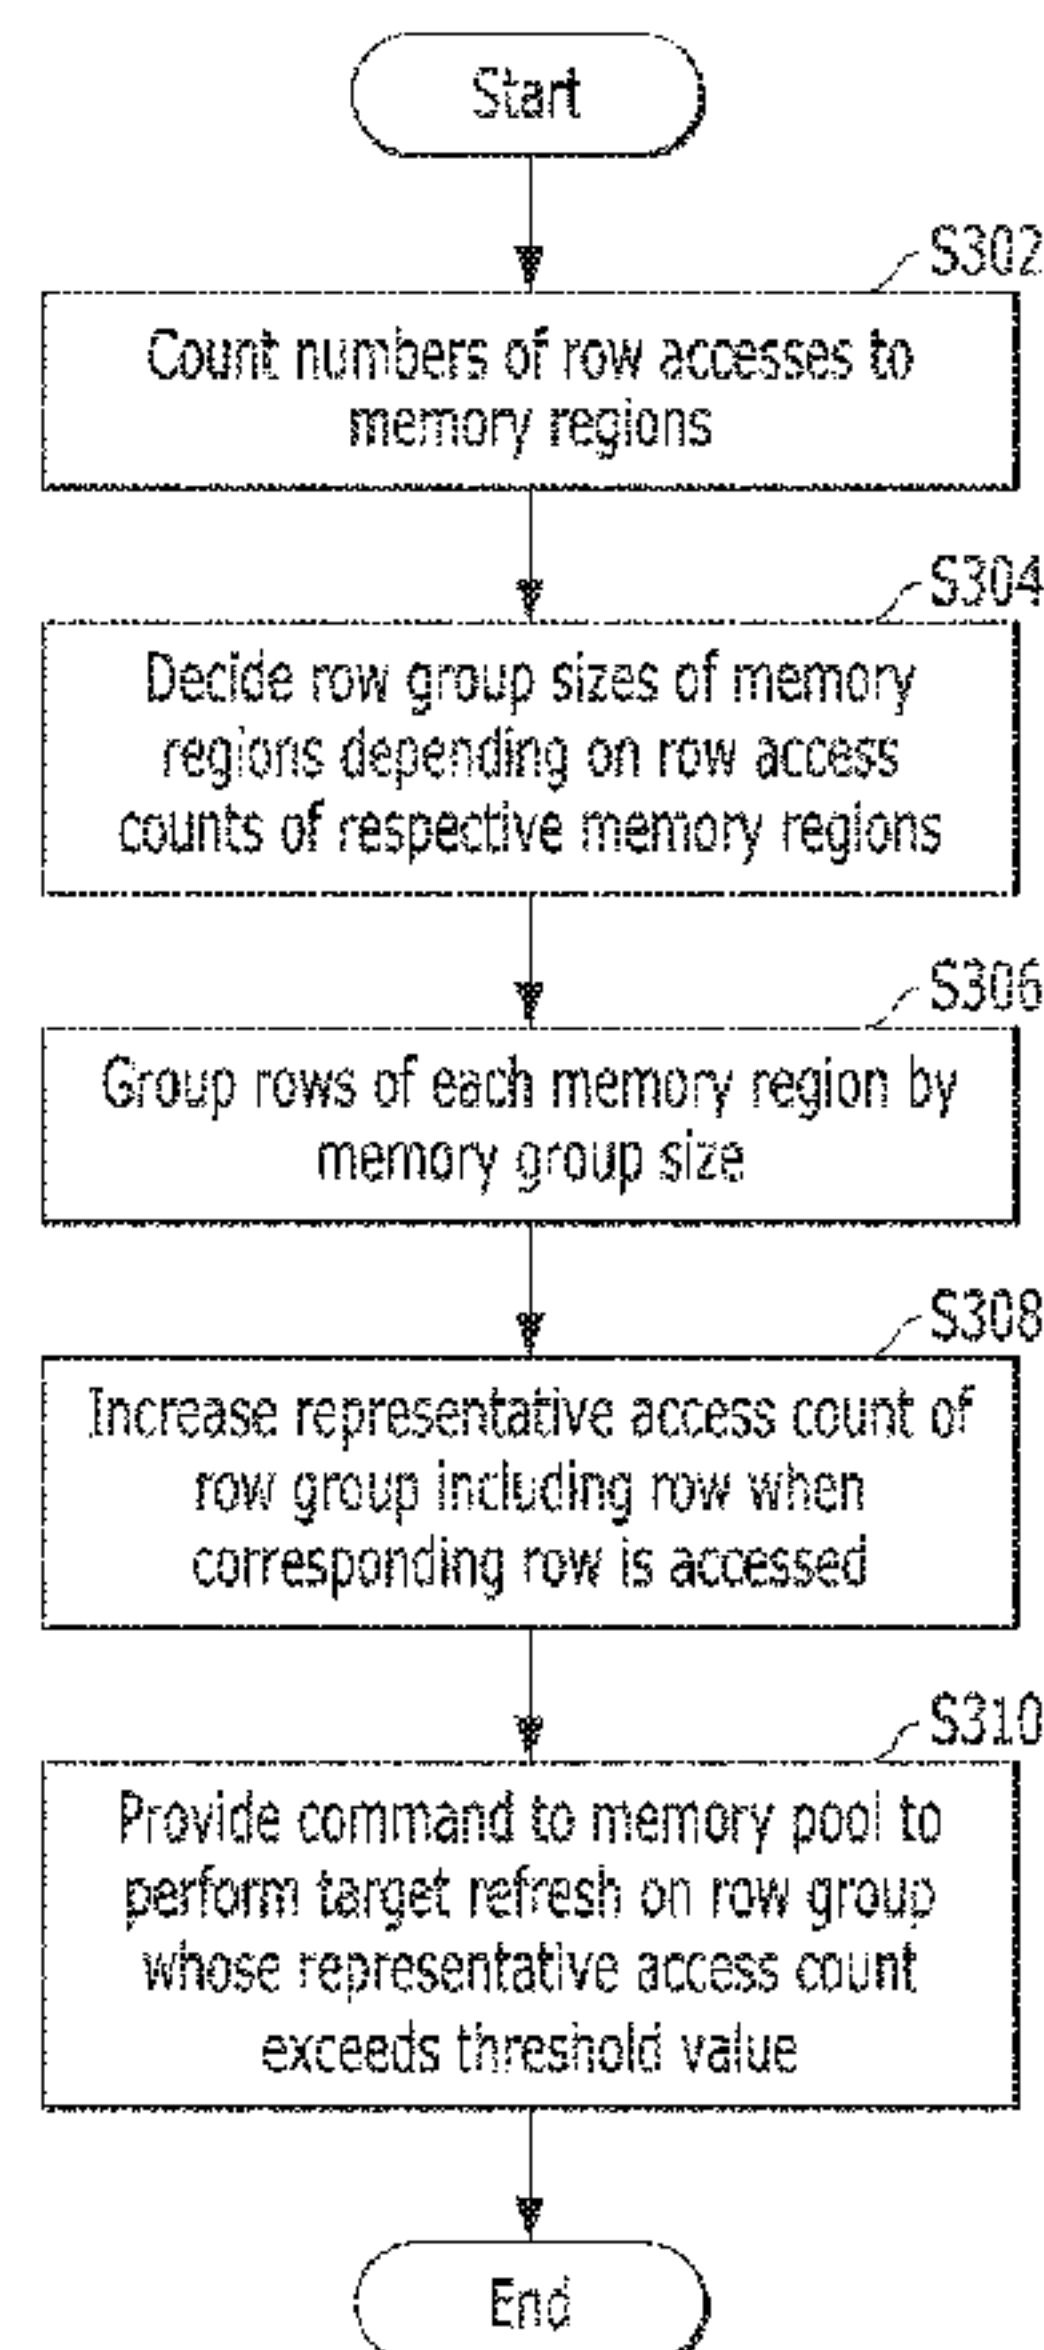 Start
S302
Count numbers of row accesses to
memory regions
S304
Decide row group sizes of memory
regions depending on row access
counts of respective memory regions
S306
Group rows of each memory region by
memory group size
S308
Increase representative access count of
row group including row when
corresponding row is accessed
S310
Provide command to memory pool to
perform target refresh on row group
whose representative access count
exceeds threshold value
End